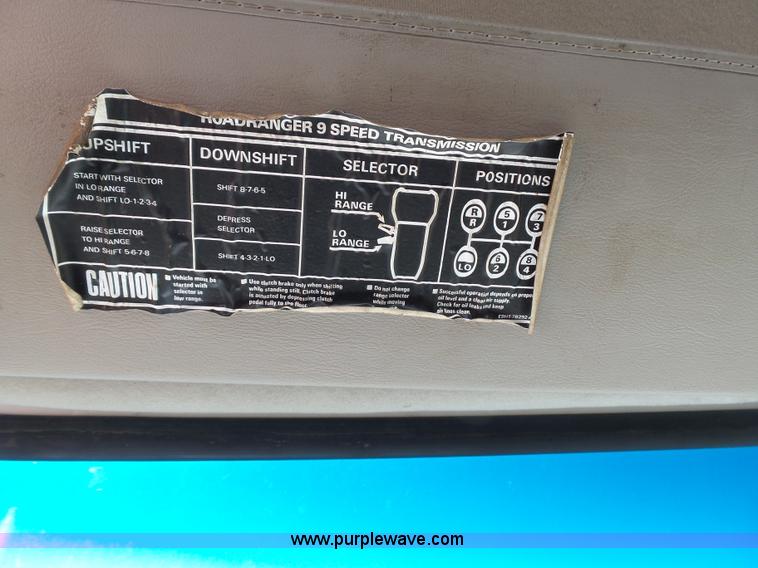 ROADRANGER 9 SPEED TRANSMISSION
UPSHIFT
START WITH SELECTOR
IN LO RANGE
AND SHIFT LO-1-2-3-4
RAISE SELECTOR
TO HI RANGE
AND SHIFT 5-6-7-8
DOWNSHIFT
SHIFT 8-7-6-5
DEPRESS
SELECTOR
SHIFT 4-3-2-1-LO
SELECTOR
HI
RANGE
LO
RANGE
POSITIONS
R 5 7
R 1 3
LO 6 8
2 4
CAUTION
Vehicle must be
started with
selector in
low range.
Use clutch brake only when shifting
while standing still. Clutch brake
is actuated by depressing clutch
pedal fully to the floor.
Do not change
range selector
while moving
Successful operation depends on proper
oil level and a clean air supply.
Check for oil leaks and keep
air lines clean.
www.purplewave.com